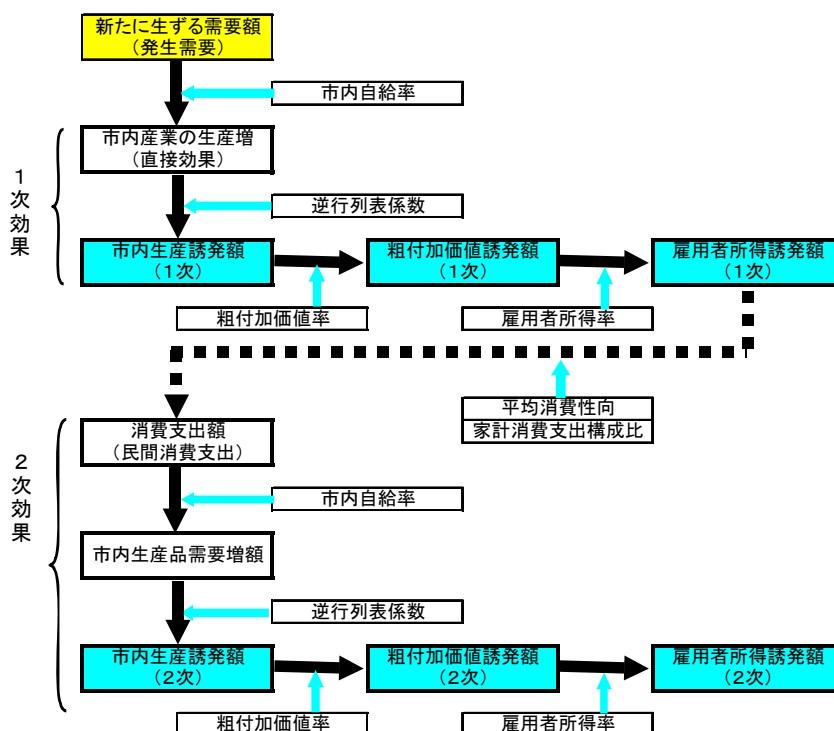 新たに生ずる需要額
(発生需要)
市内自給率
市内産業の生産増
(直接効果)
1次効果
逆行列表係数
市内生産誘発額
(1次)
粗付加価値誘発額
(1次)
雇用者所得誘発額
(1次)
粗付加価値率
雇用者所得率
平均消費性向
家計消費支出構成比
消費支出額
(民間消費支出)
2次効果
市内自給率
市内生産品需要増額
逆行列表係数
市内生産誘発額
(2次)
粗付加価値誘発額
(2次)
雇用者所得誘発額
(2次)
粗付加価値率
雇用者所得率